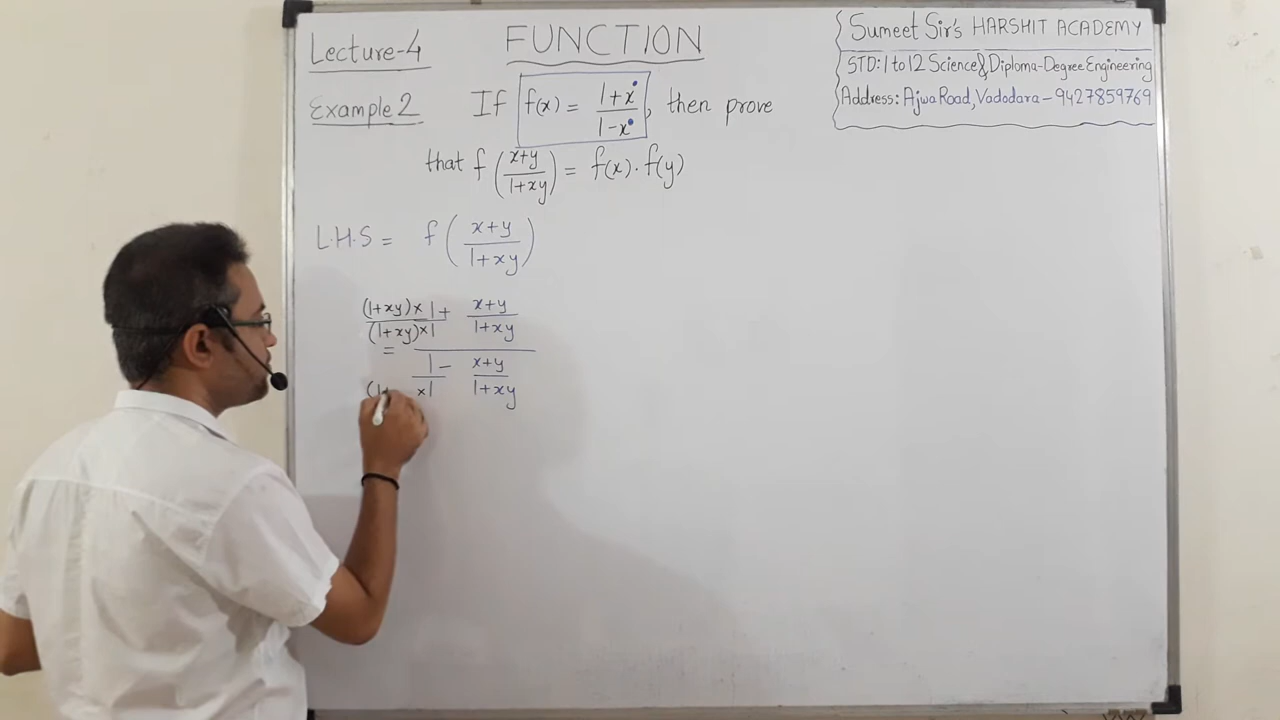 Lecture-4
FUNCTION
Sumeet Sir's HARSHIT ACADEMY
STD: 1 to 12 Science & Diploma-Degree Engineering
Address: Ajwa Road, Vadodara - 9427859769
Example 2 If f(x) = (1+x)/(1-x), then prove
that f((x+y)/(1+xy)) = f(x).f(y)
L.H.S = f((x+y)/(1+xy))
(1+xy)×1+ x+y
(1+xy)×1 1+xy
=
1- x+y
(1+ ×1 1+xy